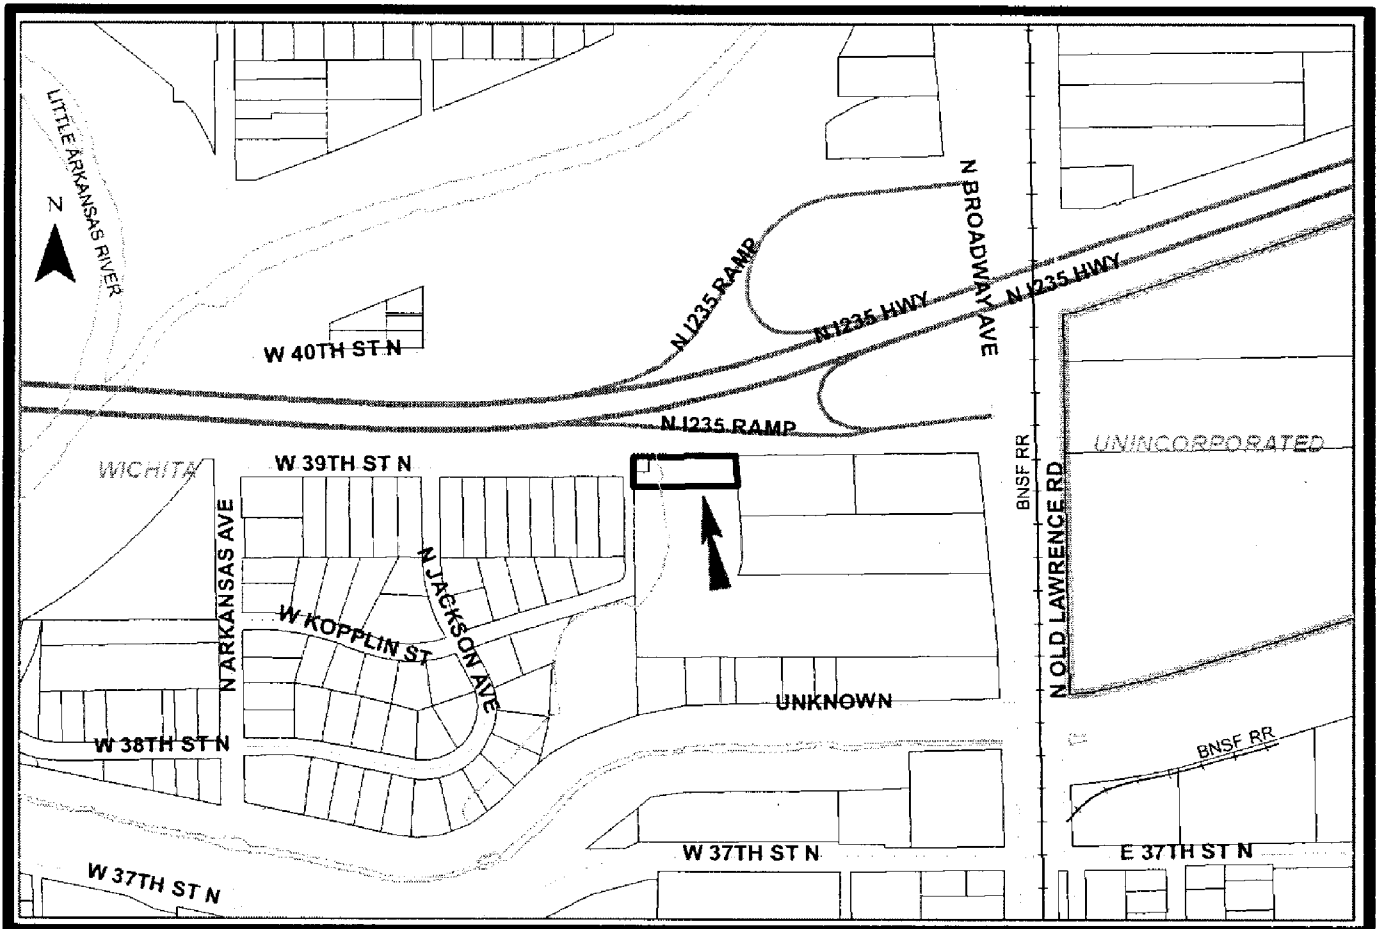 LITTLE ARKANSAS RIVER
N
N BROADWAY AVE
N I235 RAMP
N I235 HWY
N I235 HWY
W 40TH ST N
N I235 RAMP
WICHITA
W 39TH ST N
UNINCORPORATED
BNSF RR
N OLD LAWRENCE RD
N ARKANSAS AVE
N JACKSON AVE
W KOPPLIN ST
UNKNOWN
W 38TH ST N
BNSF RR
W 37TH ST N
E 37TH ST N
W 37TH ST N